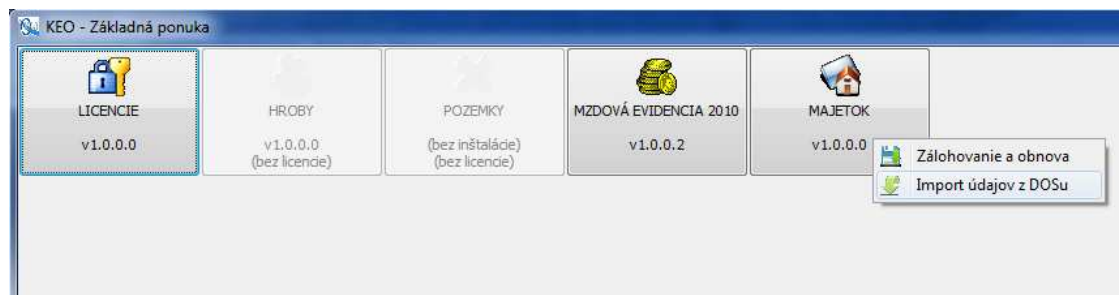 KEO - Základná ponuka
LICENCIE
v1.0.0.0
HROBY
v1.0.0.0
(bez licencie)
POZEMKY
(bez inštalácie)
(bez licencie)
MZDOVÁ EVIDENCIA 2010
v1.0.0.2
MAJETOK
v1.0.0.0
Zálohovanie a obnova
Import údajov z DOSu